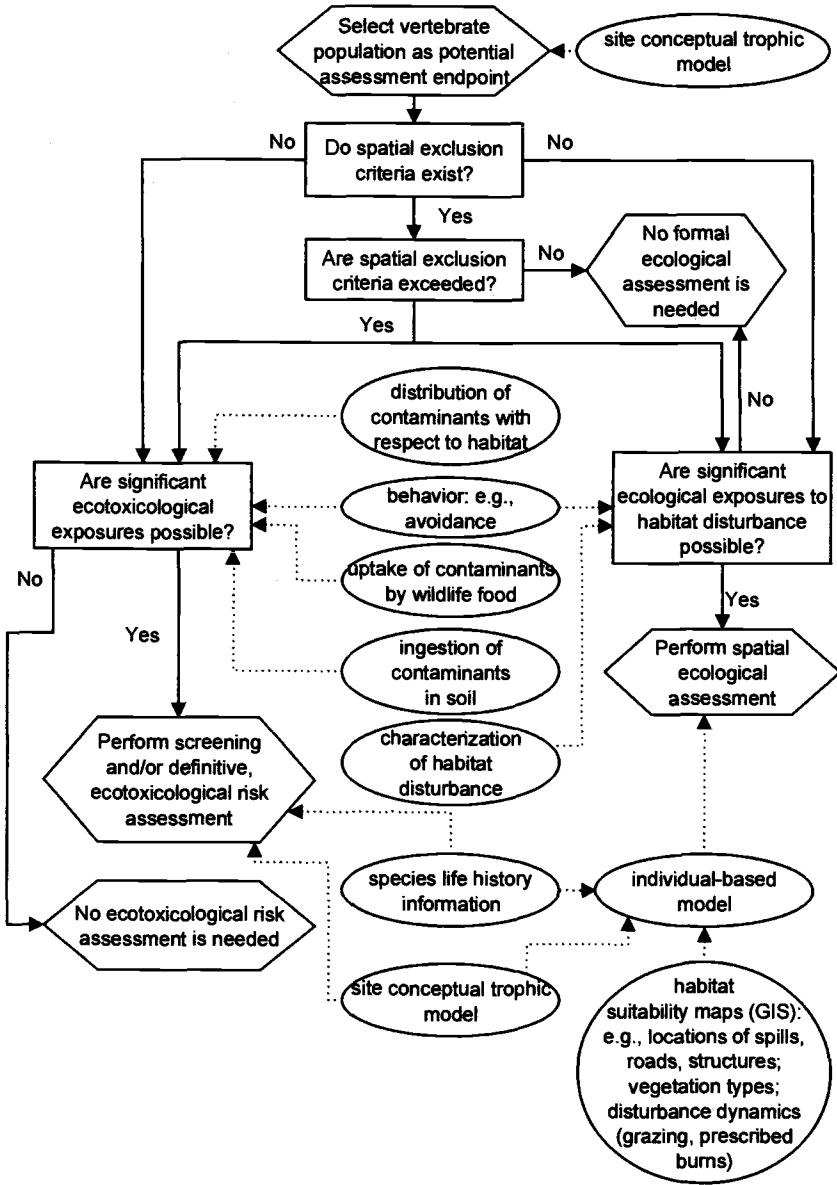 Select vertebrate
population as potential
assessment endpoint
site conceptual trophic
model
No
Do spatial exclusion
criteria exist?
No
Yes
Are spatial exclusion
criteria exceeded?
No
No formal
ecological
assessment is
needed
Yes
distribution of
contaminants with
respect to habitat
No
Are significant
ecotoxicological
exposures possible?
behavior: e.g.,
avoidance
Are significant
ecological exposures to
habitat disturbance
possible?
No
uptake of contaminants
by wildlife food
Yes
Yes
ingestion of
contaminants
in soil
Perform spatial
ecological
assessment
Perform screening
and/or definitive,
ecotoxicological risk
assessment
characterization
of habitat
disturbance
species life history
information
individual-based
model
No ecotoxicological risk
assessment is needed
site conceptual trophic
model
habitat
suitability maps (GIS):
e.g., locations of spills,
roads, structures;
vegetation types;
disturbance dynamics
(grazing, prescribed
burns)